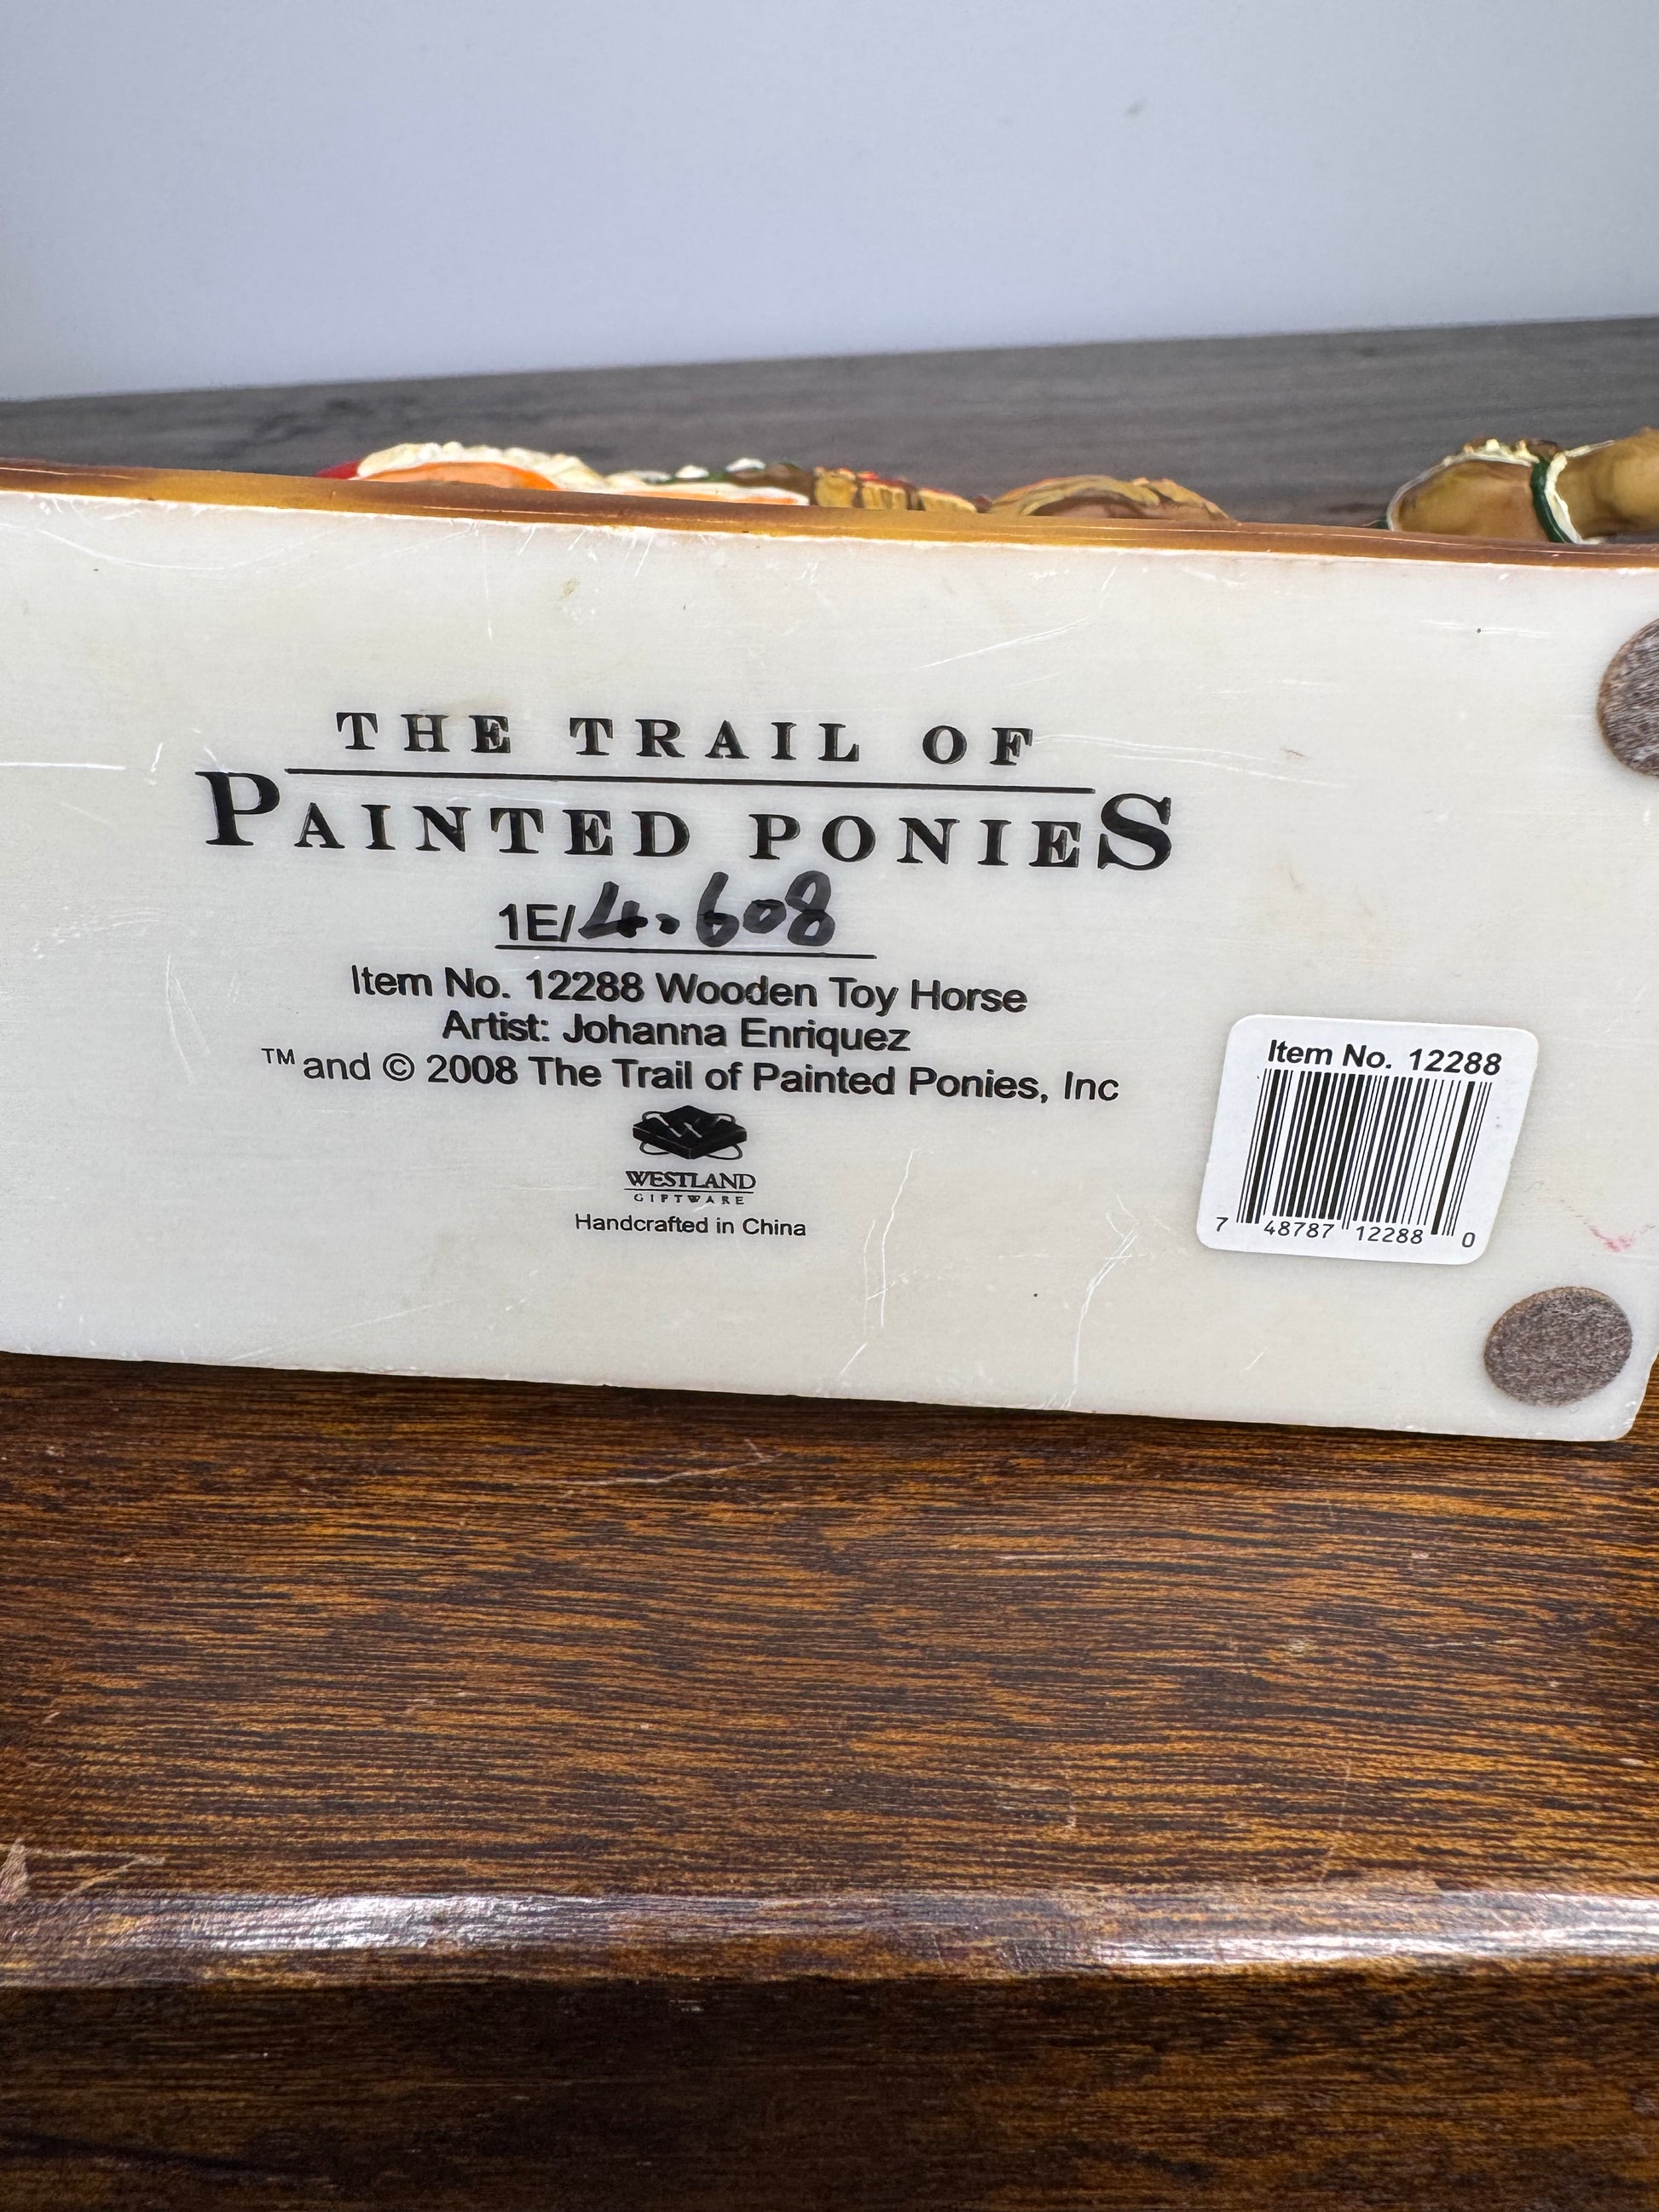 THE TRAIL OF
PAINTED PONIES
1E/4.608
Item No. 12288 Wooden Toy Horse
Artist: Johanna Enriquez
™ and © 2008 The Trail of Painted Ponies, Inc
WESTLAND
GIFTWARE
Handcrafted in China
Item No. 12288
7 48787 12288 0